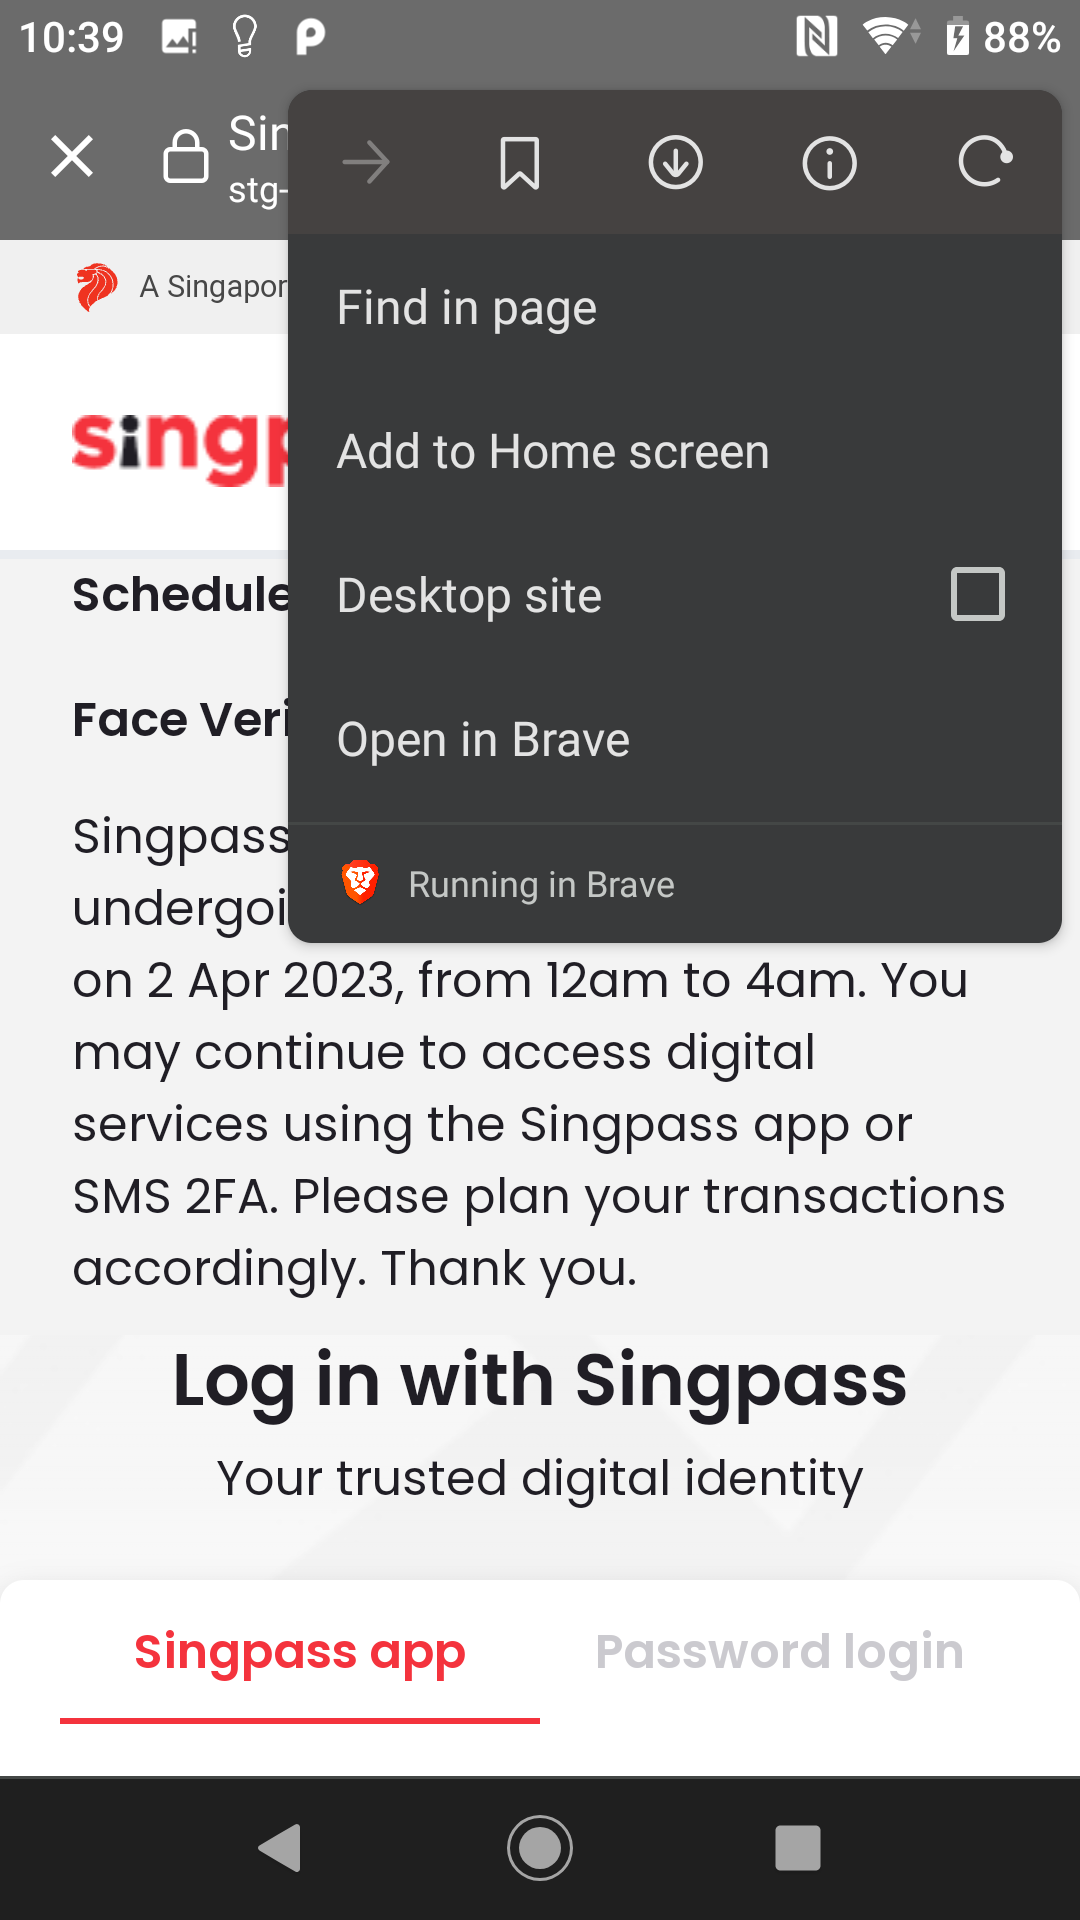 10:39
88%
Sin
stg-
A Singapor
singp
Find in page
Add to Home screen
Desktop site
Open in Brave
Running in Brave
Schedule
Face Veri
Singpass
undergoi
on 2 Apr 2023, from 12am to 4am. You
may continue to access digital
services using the Singpass app or
SMS 2FA. Please plan your transactions
accordingly. Thank you.
Log in with Singpass
Your trusted digital identity
Singpass app
Password login